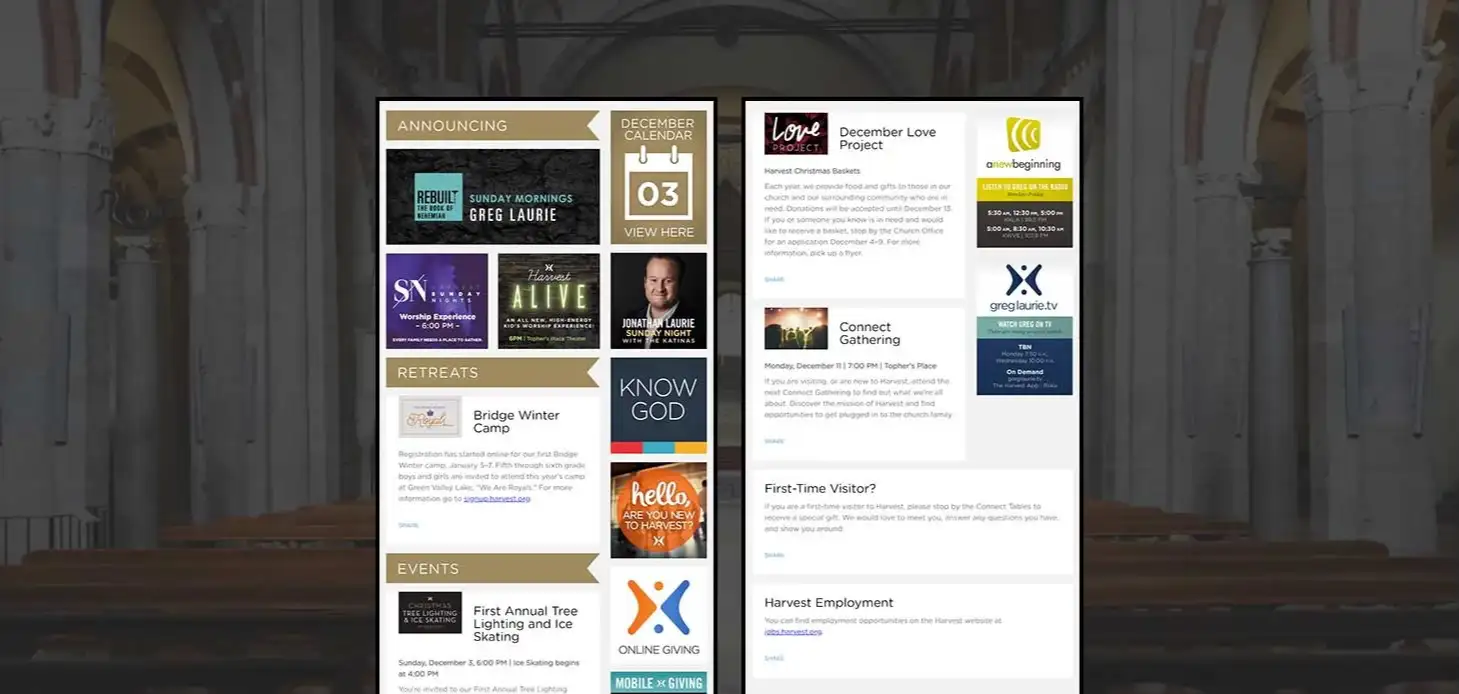 ANNOUNCING
REBUILT
THE BOOK OF
NEHEMIAH
SUNDAY MORNINGS
GREG LAURIE
SN
SUNDAY
NIGHTS
Worship Experience
– 6:00 PM –
EVERY FAMILY NEEDS A PLACE TO GATHER.
Harvest
ALIVE
AN ALL NEW, HIGH-ENERGY
KID'S WORSHIP EXPERIENCE!
6PM | Topher's Place Theater
RETREATS
Royals
Bridge Winter
Camp
Registration has started online for our first Bridge
Winter camp, January 5-7. Fifth through sixth grade
boys and girls are invited to attend this year's camp
at Green Valley Lake, "We Are Royals." For more
information go to signup.harvest.org.
SHARE
EVENTS
CHRISTMAS
TREE LIGHTING
& ICE SKATING
First Annual Tree
Lighting and Ice
Skating
Sunday, December 3, 6:00 PM | Ice Skating begins
at 4:00 PM
You're invited to our First Annual Tree Lighting
DECEMBER
CALENDAR
03
VIEW HERE
JONATHAN LAURIE
SUNDAY NIGHT
WITH THE KATINAS
KNOW
GOD
hello,
ARE YOU NEW
TO HARVEST?
ONLINE GIVING
MOBILE GIVING
Love
PROJECT
December Love
Project
Harvest Christmas Baskets
Each year, we provide food and gifts to those in our
church and our surrounding community who are in
need. Donations will be accepted until December 13.
If you or someone you know is in need and would
like to receive a basket, stop by the Church Office
for an application December 4-9. For more
information, pick up a flyer.
SHARE
Connect
Gathering
Monday, December 11 | 7:00 PM | Topher's Place
If you are visiting, or are new to Harvest, attend the
next Connect Gathering to find out what we're all
about. Discover the mission of Harvest and find
opportunities to get plugged in to the church family.
SHARE
First-Time Visitor?
If you are a first-time visitor to Harvest, please stop by the Connect Tables to
receive a special gift. We would love to meet you, answer any questions you have,
and show you around.
SHARE
Harvest Employment
You can find employment opportunities on the Harvest website at
jobs.harvest.org.
SHARE
anewbeginning
LISTEN TO GREG ON THE RADIO
Monday-Friday
5:30 AM, 12:30 PM, 5:00 PM
5:00 AM, 8:30 AM, 10:30 AM
greglaurie.tv
WATCH GREG ON TV
TBN
On Demand
greglaurie.tv
The Harvest App | Roku